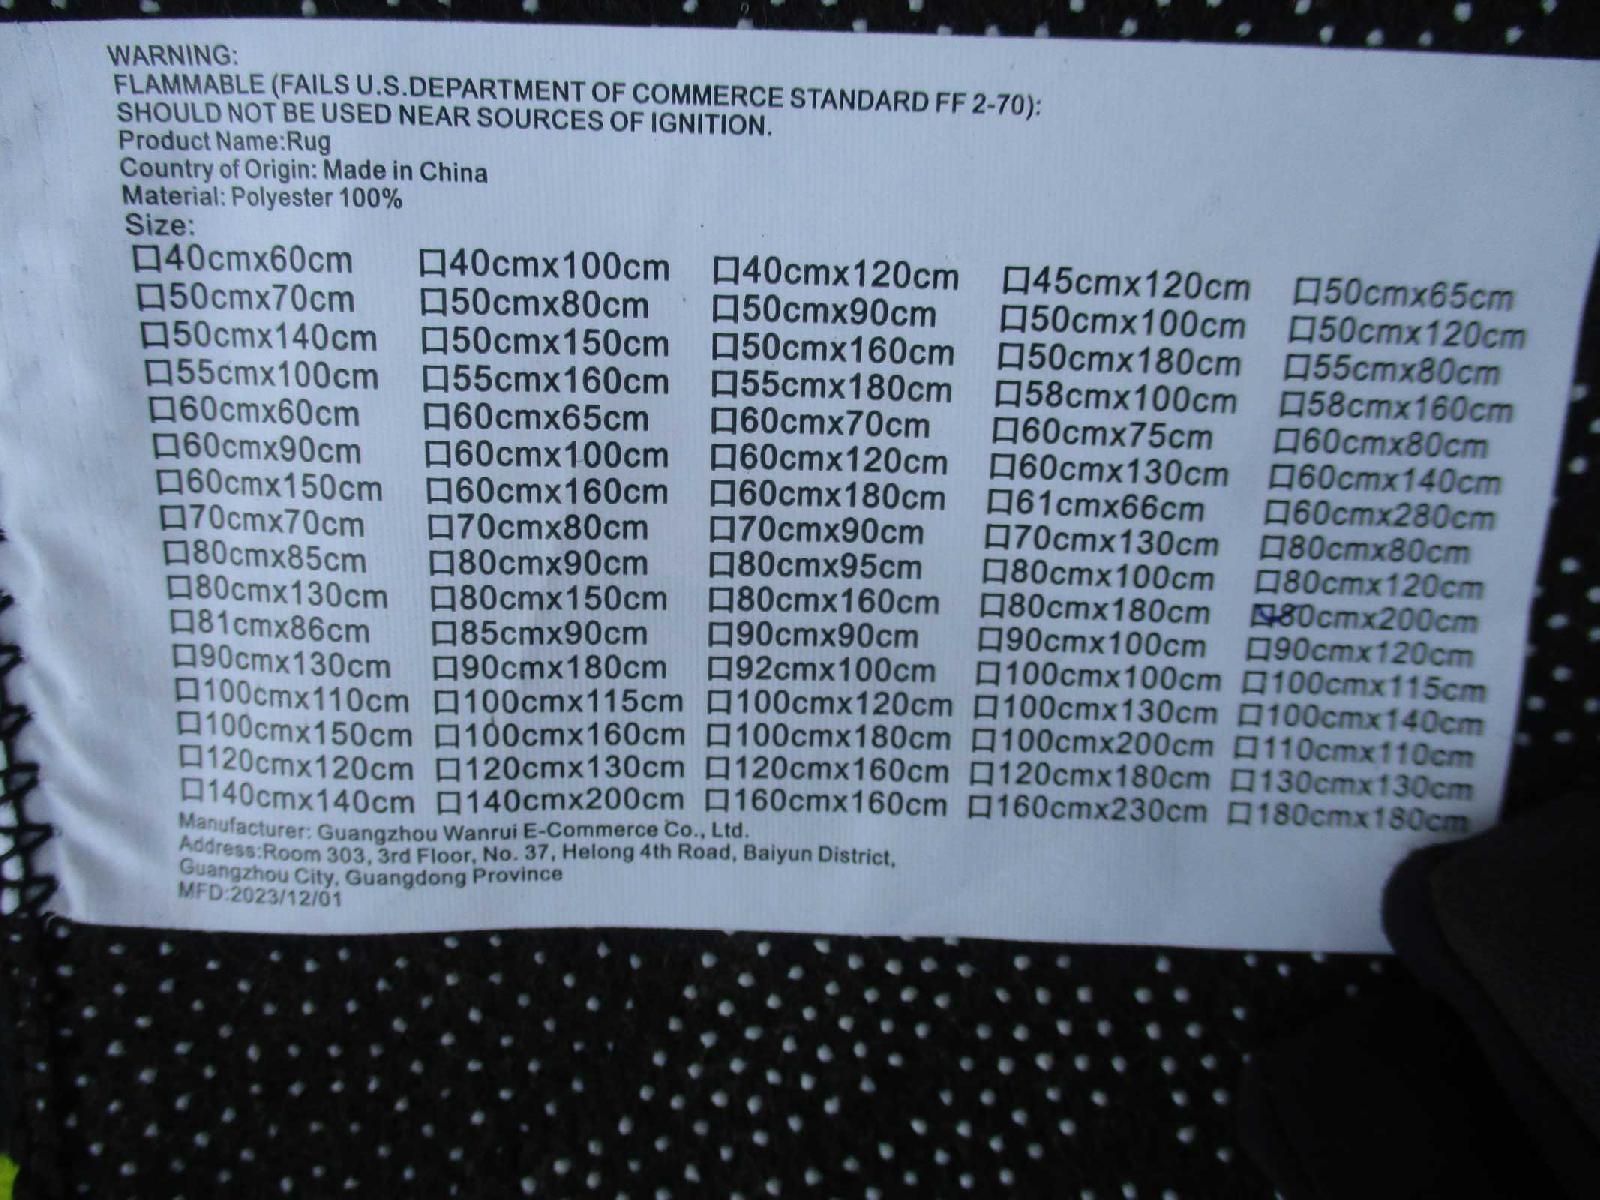 WARNING:
FLAMMABLE (FAILS U.S.DEPARTMENT OF COMMERCE STANDARD FF 2-70):
SHOULD NOT BE USED NEAR SOURCES OF IGNITION.
Product Name:Rug
Country of Origin: Made in China
Material: Polyester 100%
Size:
☐40cmx60cm ☐40cmx100cm ☐40cmx120cm ☐45cmx120cm ☐50cmx65cm
☐50cmx70cm ☐50cmx80cm ☐50cmx90cm ☐50cmx100cm ☐50cmx120cm
☐50cmx140cm ☐50cmx150cm ☐50cmx160cm ☐50cmx180cm ☐55cmx80cm
☐55cmx100cm ☐55cmx160cm ☐55cmx180cm ☐58cmx100cm ☐58cmx160cm
☐60cmx60cm ☐60cmx65cm ☐60cmx70cm ☐60cmx75cm ☐60cmx80cm
☐60cmx90cm ☐60cmx100cm ☐60cmx120cm ☐60cmx130cm ☐60cmx140cm
☐60cmx150cm ☐60cmx160cm ☐60cmx180cm ☐61cmx66cm ☐60cmx280cm
☐70cmx70cm ☐70cmx80cm ☐70cmx90cm ☐70cmx130cm ☐80cmx80cm
☐80cmx85cm ☐80cmx90cm ☐80cmx95cm ☐80cmx100cm ☐80cmx120cm
☐80cmx130cm ☐80cmx150cm ☐80cmx160cm ☐80cmx180cm ☑80cmx200cm
☐81cmx86cm ☐85cmx90cm ☐90cmx90cm ☐90cmx100cm ☐90cmx120cm
☐90cmx130cm ☐90cmx180cm ☐92cmx100cm ☐100cmx100cm ☐100cmx115cm
☐100cmx110cm ☐100cmx115cm ☐100cmx120cm ☐100cmx130cm ☐100cmx140cm
☐100cmx150cm ☐100cmx160cm ☐100cmx180cm ☐100cmx200cm ☐110cmx110cm
☐120cmx120cm ☐120cmx130cm ☐120cmx160cm ☐120cmx180cm ☐130cmx130cm
☐140cmx140cm ☐140cmx200cm ☐160cmx160cm ☐160cmx230cm ☐180cmx180cm
Manufacturer: Guangzhou Wanrui E-Commerce Co., Ltd.
Address:Room 303, 3rd Floor, No. 37, Helong 4th Road, Baiyun District,
Guangzhou City, Guangdong Province
MFD:2023/12/01